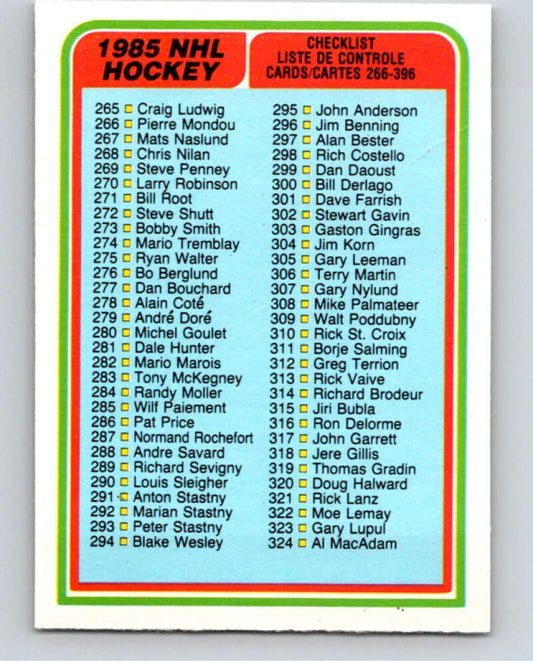 1985 NHL
HOCKEY
CHECKLIST
LISTE DE CONTROLE
CARDS/CARTES 266-396
265 Craig Ludwig
266 Pierre Mondou
267 Mats Naslund
268 Chris Nilan
269 Steve Penney
270 Larry Robinson
271 Bill Root
272 Steve Shutt
273 Bobby Smith
274 Mario Tremblay
275 Ryan Walter
276 Bo Berglund
277 Dan Bouchard
278 Alain Coté
279 André Doré
280 Michel Goulet
281 Dale Hunter
282 Mario Marois
283 Tony McKegney
284 Randy Moller
285 Wilf Paiement
286 Pat Price
287 Normand Rochefort
288 Andre Savard
289 Richard Sevigny
290 Louis Sleigher
291 Anton Stastny
292 Marian Stastny
293 Peter Stastny
294 Blake Wesley
295 John Anderson
296 Jim Benning
297 Alan Bester
298 Rich Costello
299 Dan Daoust
300 Bill Derlago
301 Dave Farrish
302 Stewart Gavin
303 Gaston Gingras
304 Jim Korn
305 Gary Leeman
306 Terry Martin
307 Gary Nylund
308 Mike Palmateer
309 Walt Poddubny
310 Rick St. Croix
311 Borje Salming
312 Greg Terrion
313 Rick Vaive
314 Richard Brodeur
315 Jiri Bubla
316 Ron Delorme
317 John Garrett
318 Jere Gillis
319 Thomas Gradin
320 Doug Halward
321 Rick Lanz
322 Moe Lemay
323 Gary Lupul
324 Al MacAdam